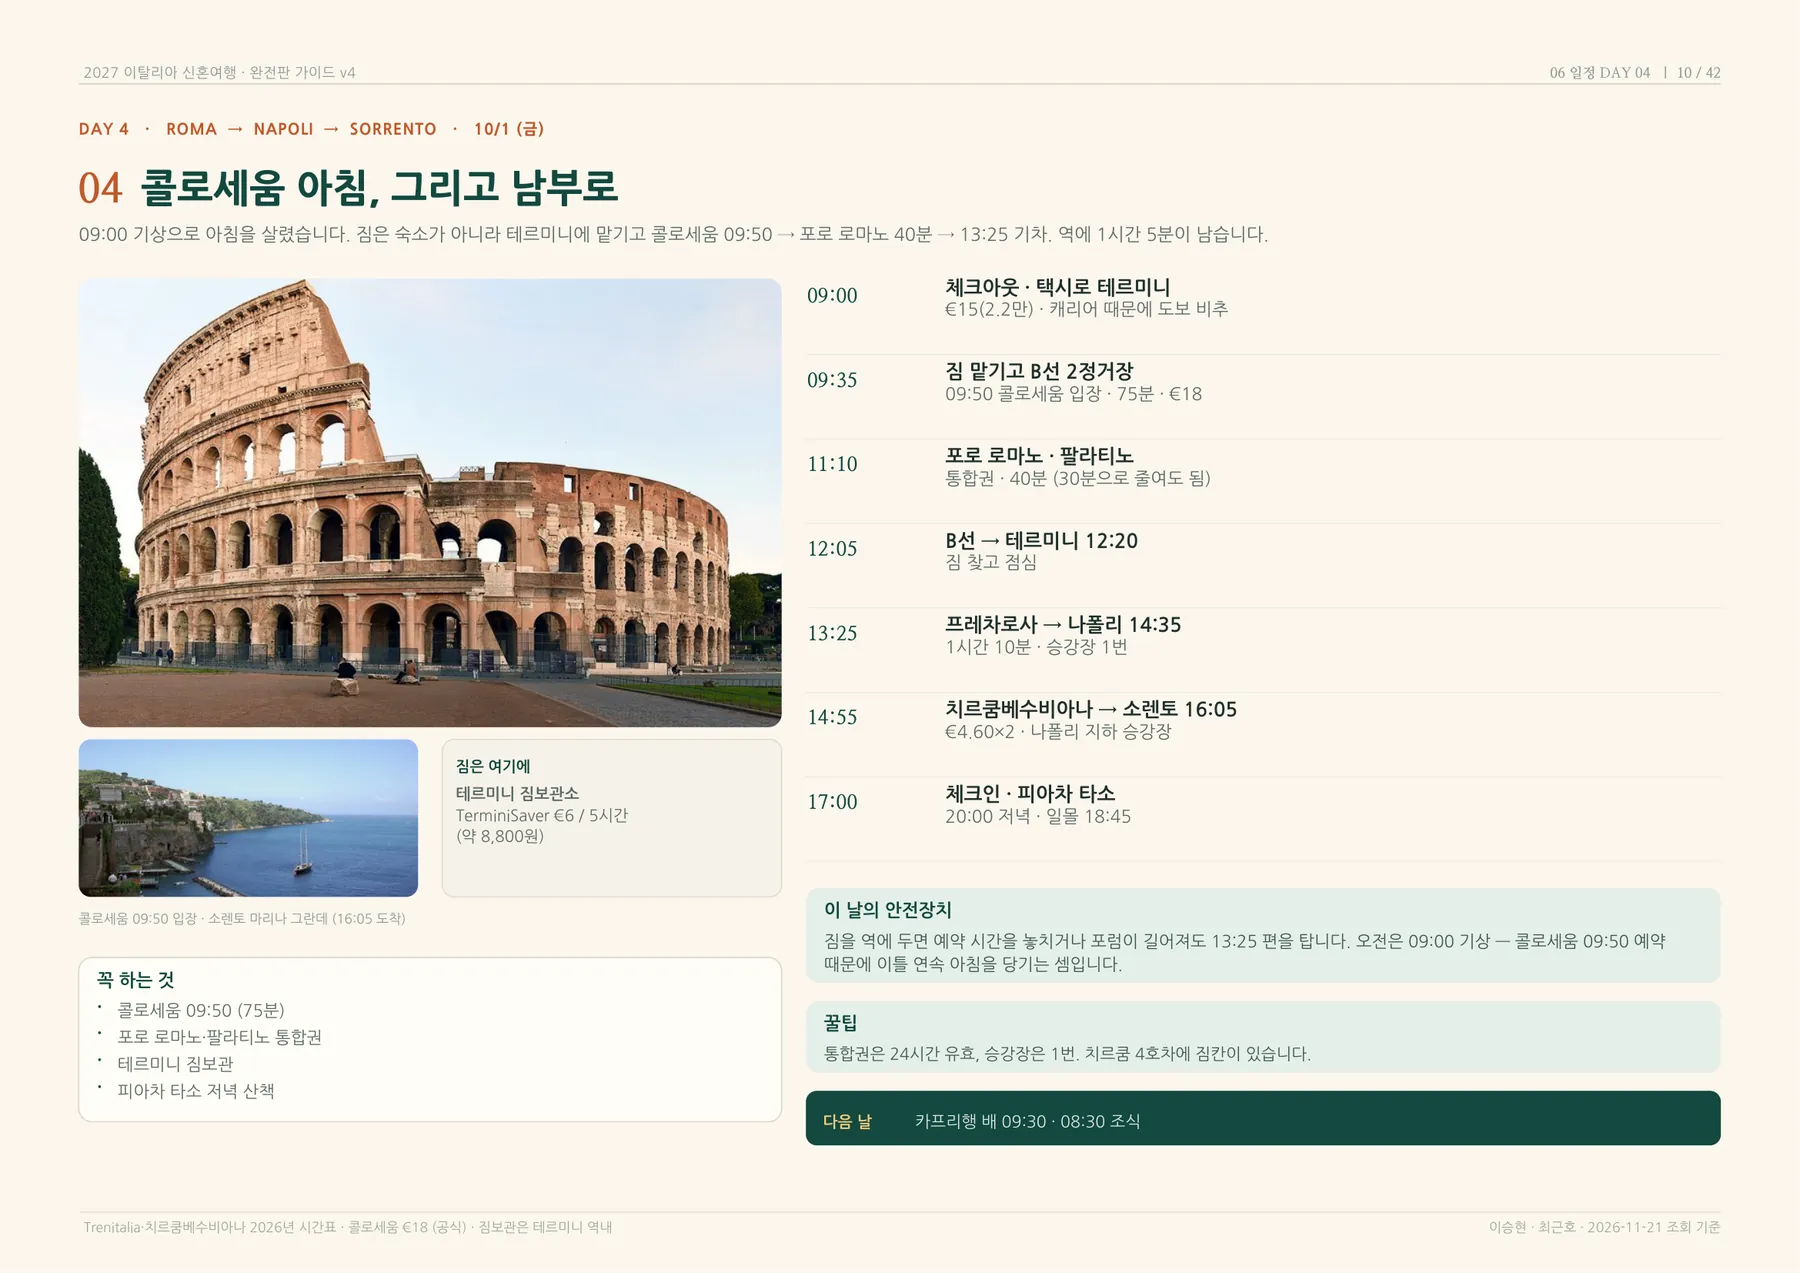 2027 이탈리아 신혼여행 · 완전판 가이드 v4
06 일정 DAY 04 | 10 / 42
DAY 4 · ROMA → NAPOLI → SORRENTO · 10/1 (금)
04 콜로세움 아침, 그리고 남부로
09:00 기상으로 아침을 살렸습니다. 짐은 숙소가 아니라 테르미니에 맡기고 콜로세움 09:50 → 포로 로마노 40분 → 13:25 기차. 역에 1시간 5분이 남습니다.
09:00
체크아웃 · 택시로 테르미니
€15(2.2만) · 캐리어 때문에 도보 비추
09:35
짐 맡기고 B선 2정거장
09:50 콜로세움 입장 · 75분 · €18
11:10
포로 로마노 · 팔라티노
통합권 · 40분 (30분으로 줄여도 됨)
12:05
B선 → 테르미니 12:20
짐 찾고 점심
13:25
프레차로사 → 나폴리 14:35
1시간 10분 · 승강장 1번
14:55
치르쿰베수비아나 → 소렌토 16:05
€4.60×2 · 나폴리 지하 승강장
17:00
체크인 · 피아차 타소
20:00 저녁 · 일몰 18:45
짐은 여기에
테르미니 짐보관소
TerminiSaver €6 / 5시간
(약 8,800원)
콜로세움 09:50 입장 · 소렌토 마리나 그란데 (16:05 도착)
꼭 하는 것
· 콜로세움 09:50 (75분)
· 포로 로마노·팔라티노 통합권
· 테르미니 짐보관
· 피아차 타소 저녁 산책
이 날의 안전장치
짐을 역에 두면 예약 시간을 놓치거나 포럼이 길어져도 13:25 편을 탑니다. 오전은 09:00 기상 — 콜로세움 09:50 예약
때문에 이틀 연속 아침을 당기는 셈입니다.
꿀팁
통합권은 24시간 유효, 승강장은 1번. 치르쿰 4호차에 짐칸이 있습니다.
다음 날 카프리행 배 09:30 · 08:30 조식
Trenitalia·치르쿰베수비아나 2026년 시간표 · 콜로세움 €18 (공식) · 짐보관은 테르미니 역내
이승현 · 최근호 · 2026-11-21 조회 기준